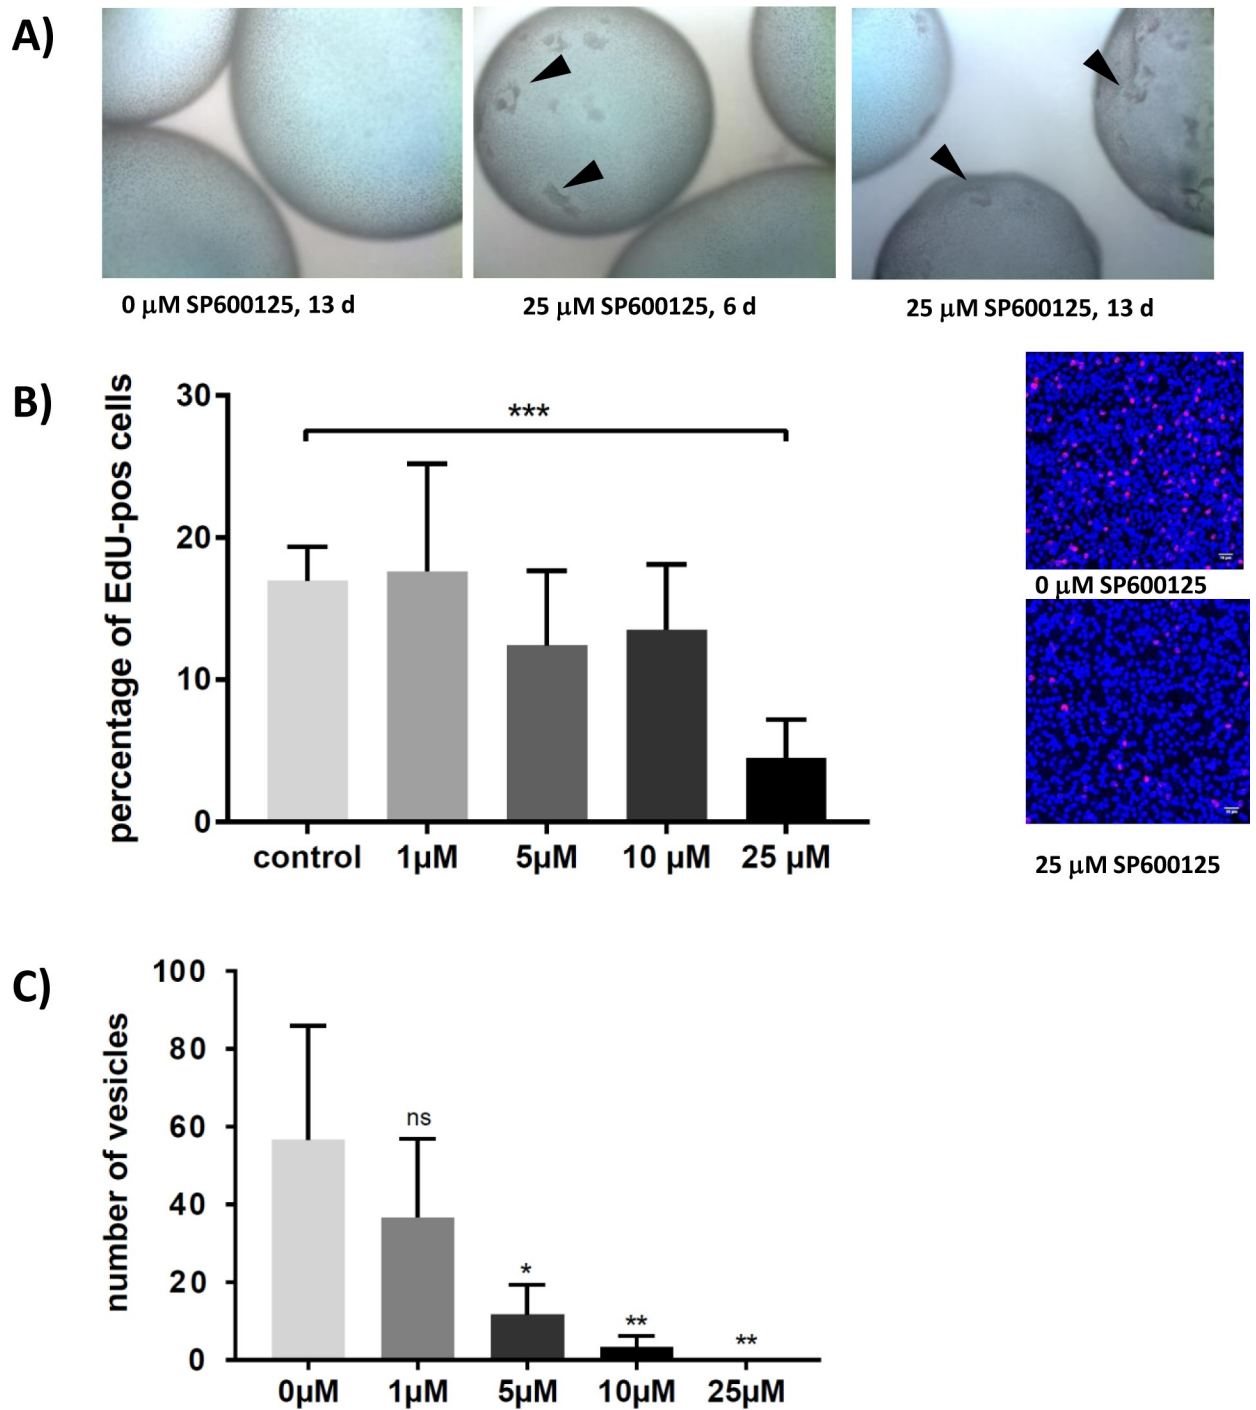 A)
0 μM SP600125, 13 d
25 μM SP600125, 6 d
25 μM SP600125, 13 d
B)
percentage of EdU-pos cells
30
20
10
0
***
control
1μM
5μM
10 μM
25 μM
0 μM SP600125
25 μM SP600125
C)
number of vesicles
100
80
60
40
20
0
ns
*
**
**
0μM
1μM
5μM
10μM
25μM